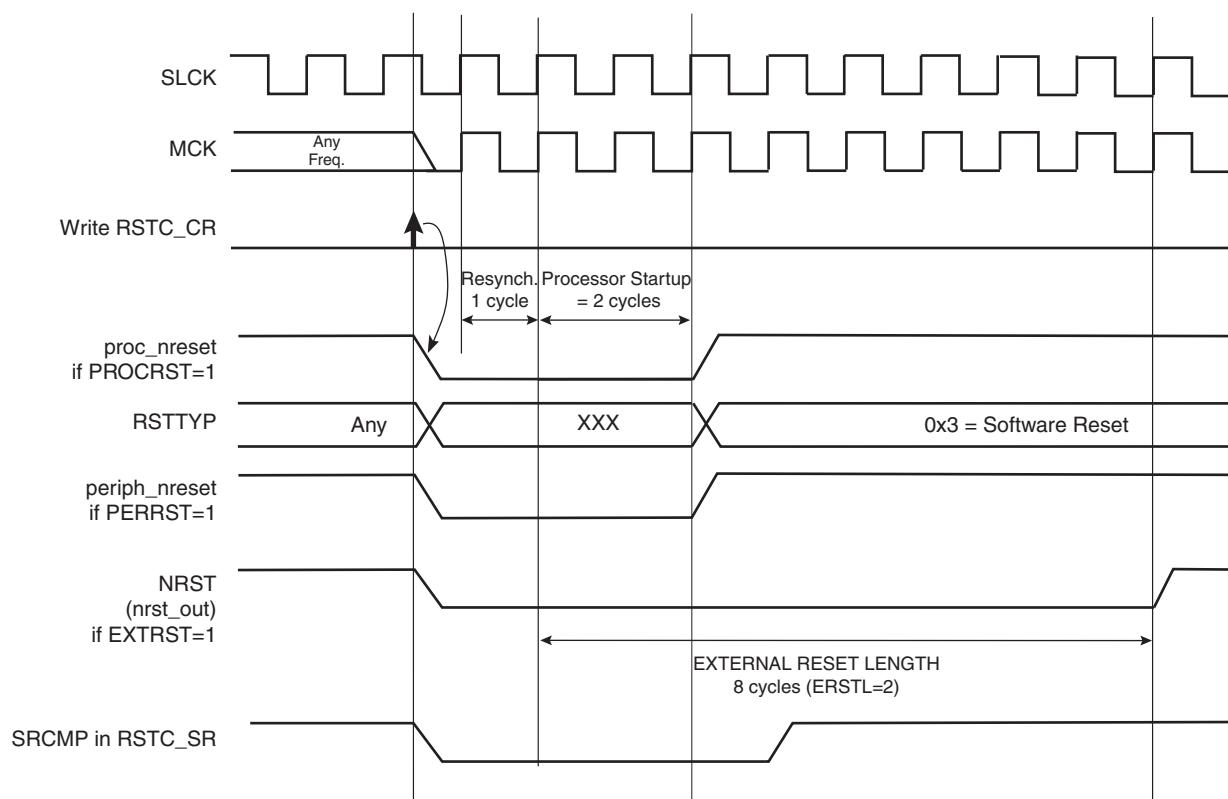 SLCK
MCK
Any
Freq.
Write RSTC_CR
Resynch.
1 cycle
Processor Startup
= 2 cycles
proc_nreset
if PROCRST=1
RSTTYP
Any
XXX
0x3 = Software Reset
periph_nreset
if PERRST=1
NRST
(nrst_out)
if EXTRST=1
EXTERNAL RESET LENGTH
8 cycles (ERSTL=2)
SRCMP in RSTC_SR